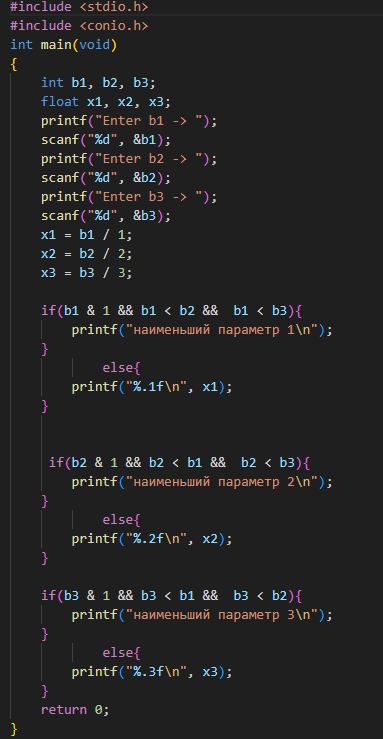 #include <stdio.h>
#include <conio.h>
int main(void)
{
    int b1, b2, b3;
    float x1, x2, x3;
    printf("Enter b1 -> ");
    scanf("%d", &b1);
    printf("Enter b2 -> ");
    scanf("%d", &b2);
    printf("Enter b3 -> ");
    scanf("%d", &b3);
    x1 = b1 / 1;
    x2 = b2 / 2;
    x3 = b3 / 3;

    if(b1 & 1 && b1 < b2 &&  b1 < b3){
        printf("наименьший параметр 1\n");
    }
            else{
        printf("%.1f\n", x1);
    }


     if(b2 & 1 && b2 < b1 &&  b2 < b3){
        printf("наименьший параметр 2\n");
    }
            else{
        printf("%.2f\n", x2);
    }

    if(b3 & 1 && b3 < b1 &&  b3 < b2){
        printf("наименьший параметр 3\n");
    }
            else{
        printf("%.3f\n", x3);
    }
    return 0;
}